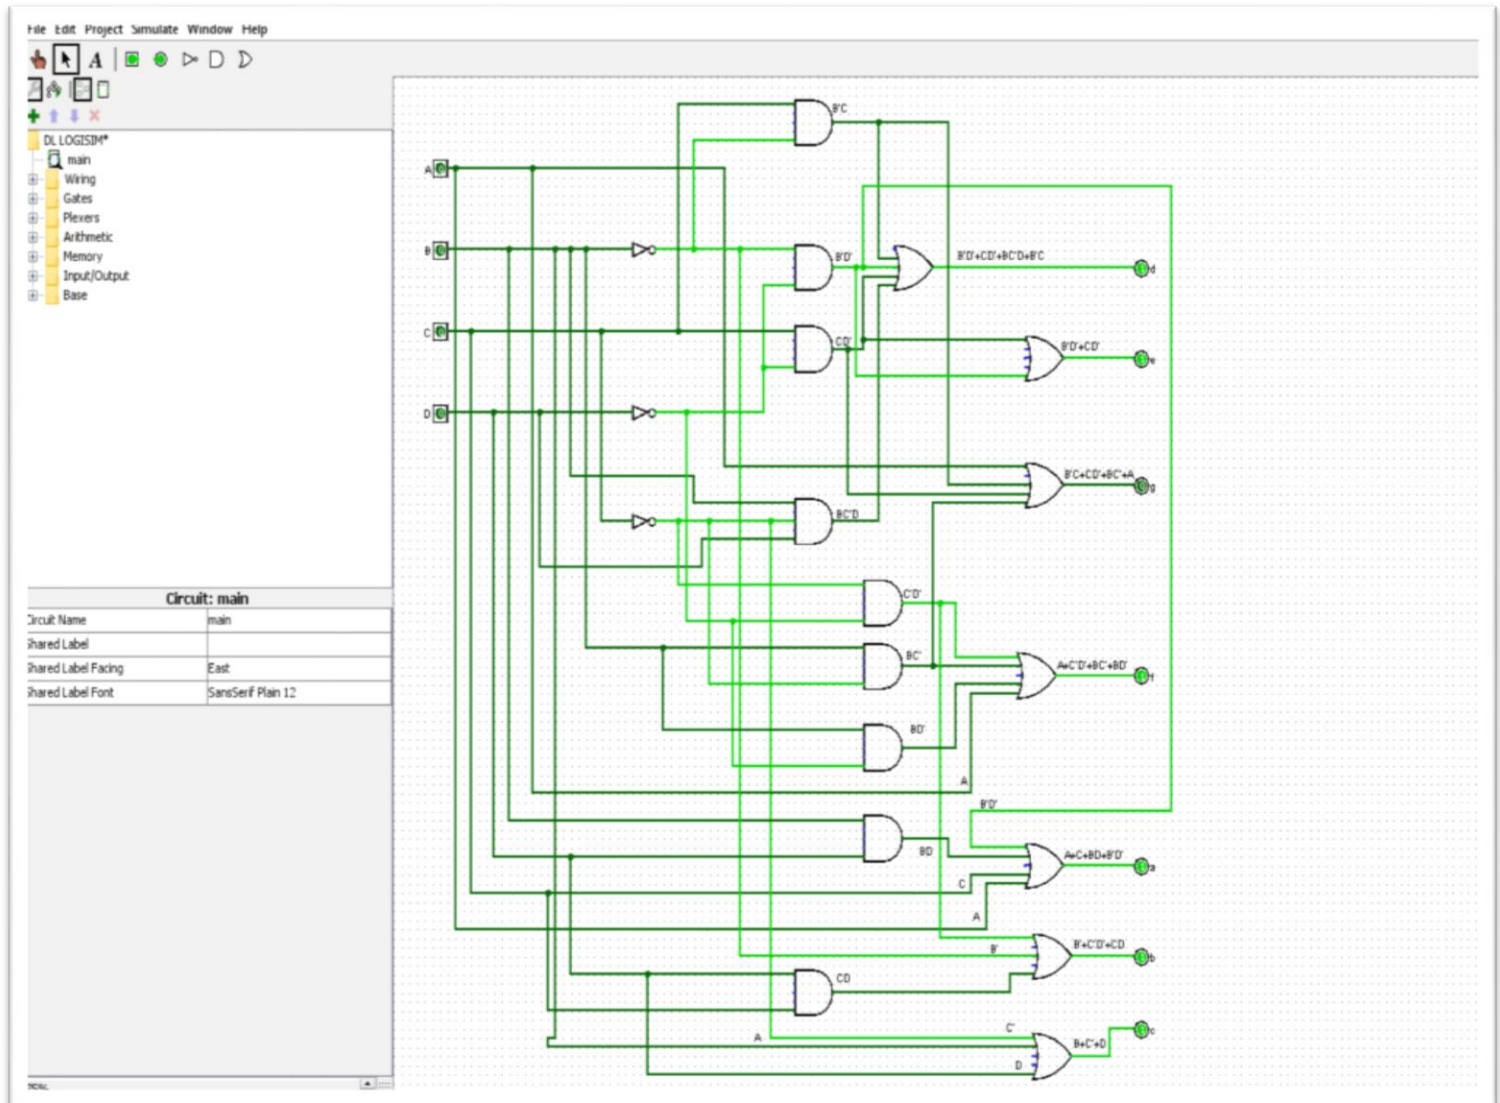 File Edit Project Simulate Window Help
A
DL LOGISIM*
main
Wiring
Gates
Plexers
Arithmetic
Memory
Input/Output
Base
Circuit: main
Circuit Name main
Shared Label
Shared Label Facing East
Shared Label Font SansSerif Plain 12
B'C
A
B
B'D'
B'D'+CD'+BC'D+B'C
d
C
CD'
B'D'+CD'
e
D
B'C+CD'+BC'+A
g
BC'D
C'D'
BC'
A+C'D'+BC'+BD'
f
BD'
A
B'D'
BD
A+C+BD+B'D'
a
C
A
B'+C'D'+CD
b
B'
CD
C'
c
A
B+C'+D
D